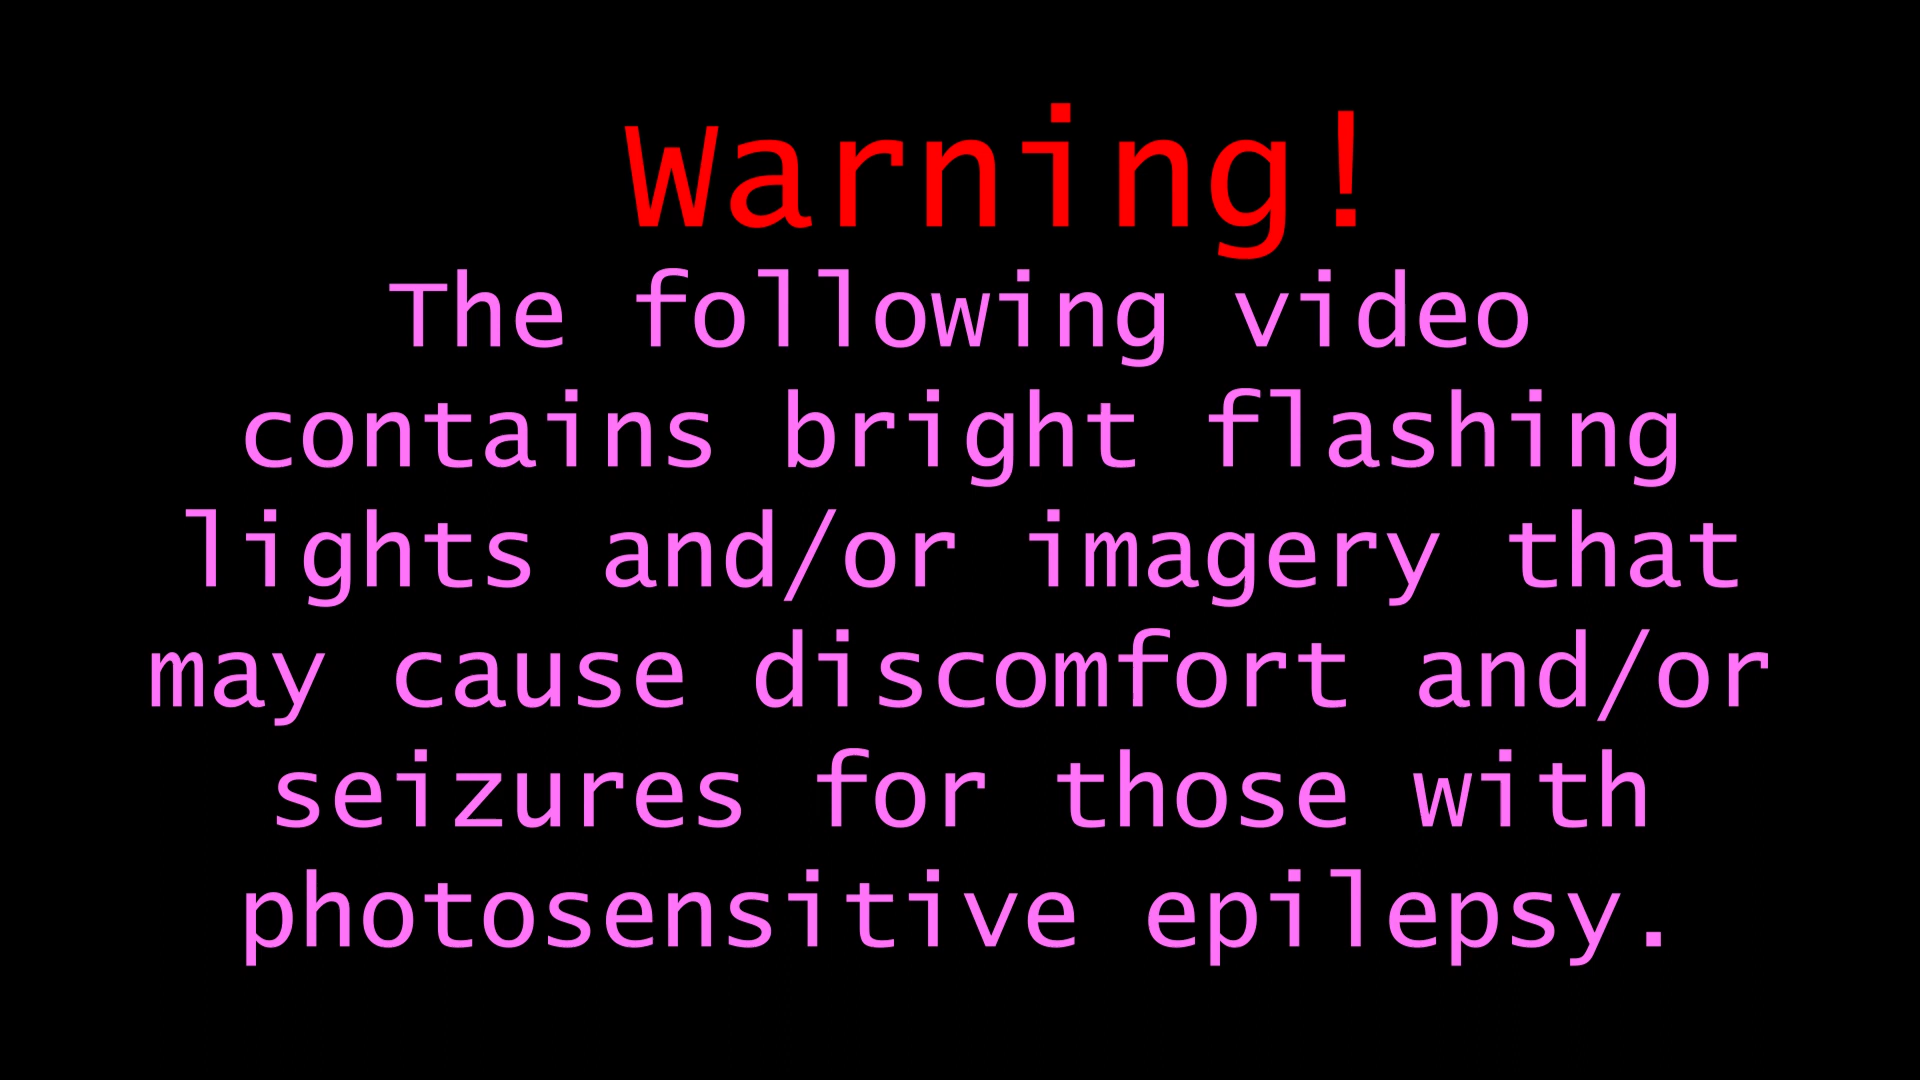 Warning!
The following video
contains bright flashing
lights and/or imagery that
may cause discomfort and/or
seizures for those with
photosensitive epilepsy.